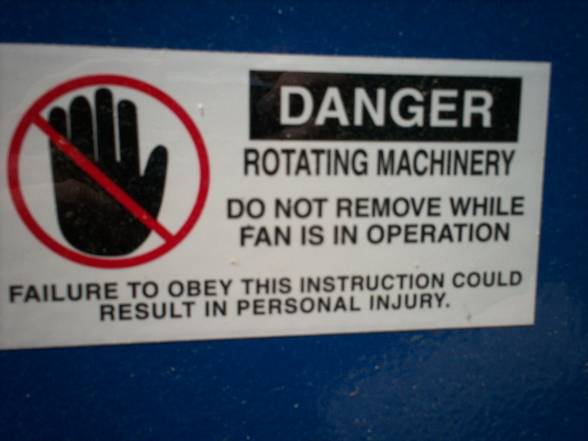 DANGER
ROTATING MACHINERY
DO NOT REMOVE WHILE
FAN IS IN OPERATION
FAILURE TO OBEY THIS INSTRUCTION COULD
RESULT IN PERSONAL INJURY.